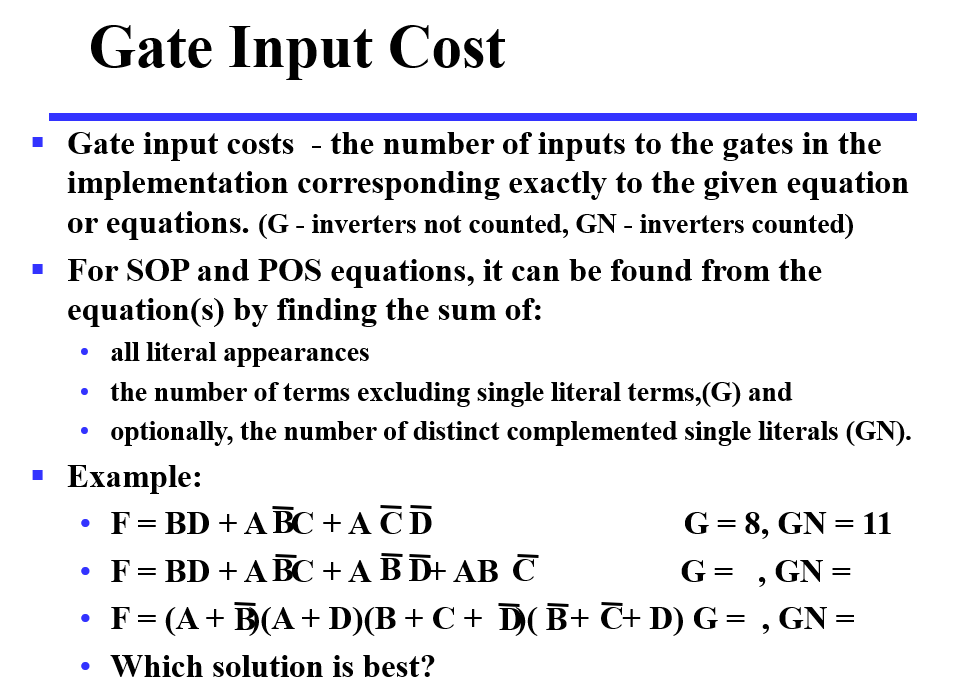 Gate Input Cost
▪ Gate input costs - the number of inputs to the gates in the
implementation corresponding exactly to the given equation
or equations. (G - inverters not counted, GN - inverters counted)
▪ For SOP and POS equations, it can be found from the
equation(s) by finding the sum of:
• all literal appearances
• the number of terms excluding single literal terms,(G) and
• optionally, the number of distinct complemented single literals (GN).
▪ Example:
• F = BD + A B̅C + A C̅ D̅ G = 8, GN = 11
• F = BD + A B̅C + A B̅ D̅+ AB C̅ G = , GN =
• F = (A + B̅)(A + D)(B + C + D̅)( B̅+ C̅+ D) G = , GN =
• Which solution is best?